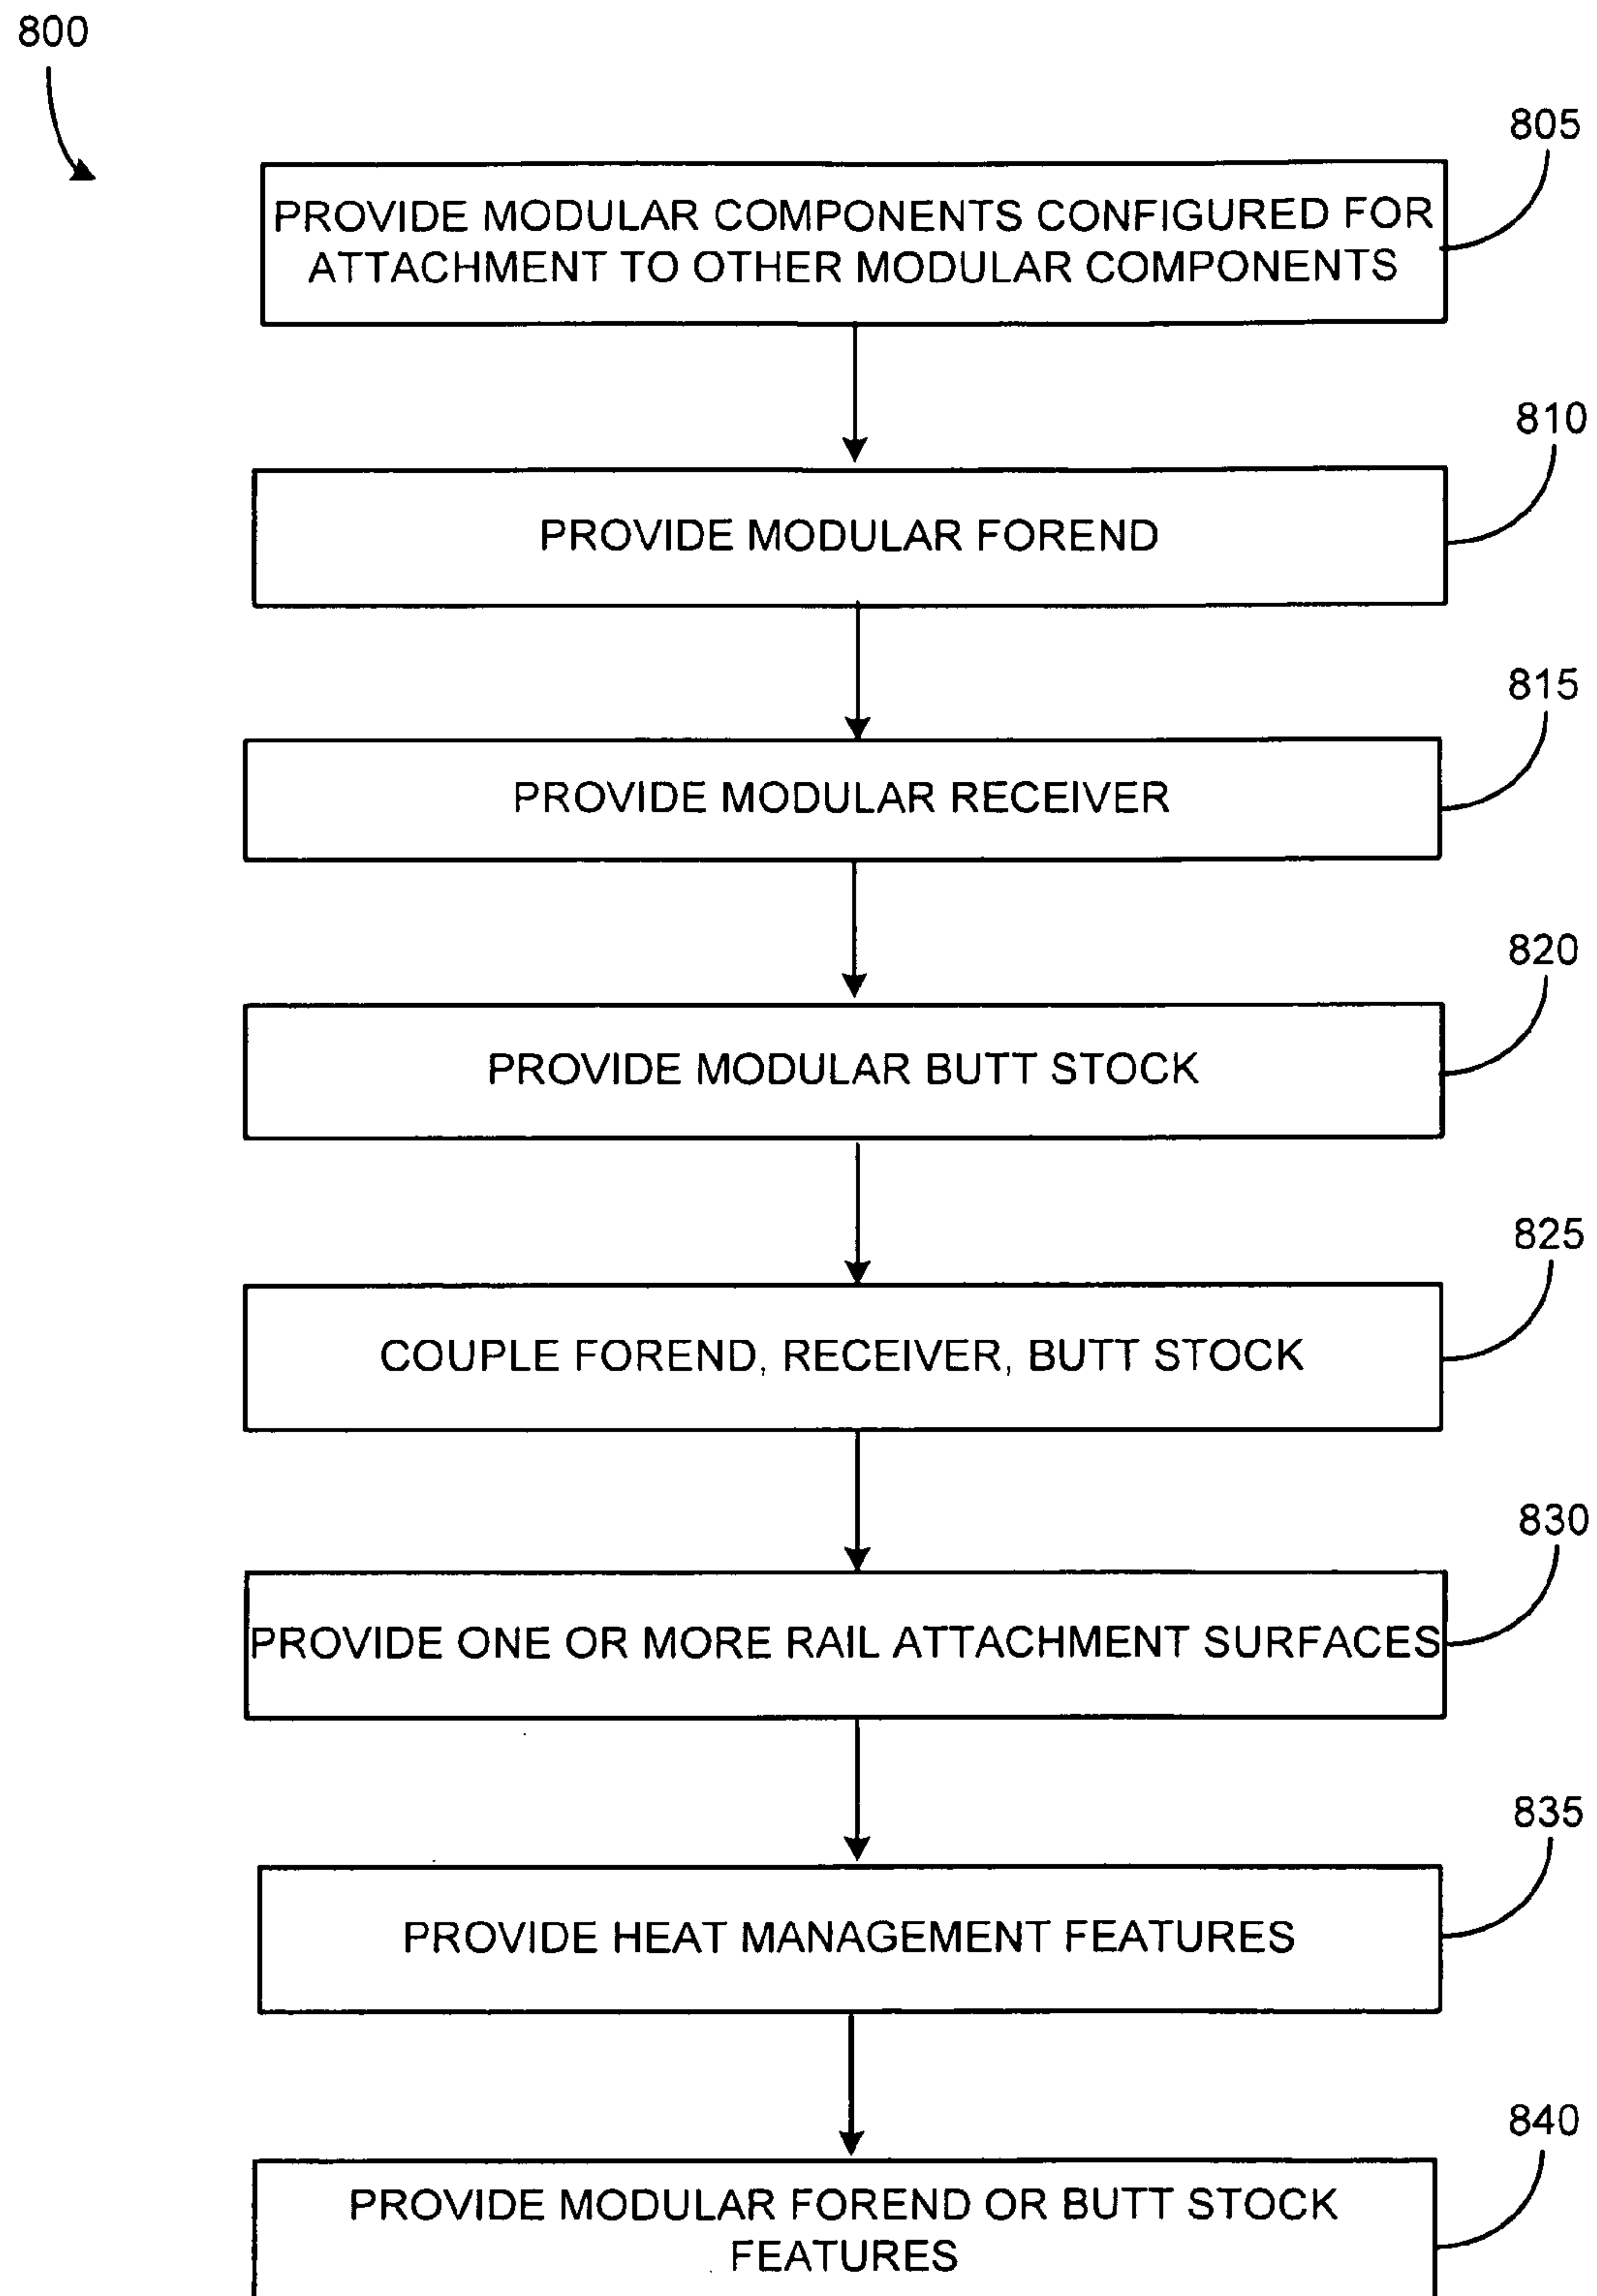 800
805
PROVIDE MODULAR COMPONENTS CONFIGURED FOR
ATTACHMENT TO OTHER MODULAR COMPONENTS
810
PROVIDE MODULAR FOREND
815
PROVIDE MODULAR RECEIVER
820
PROVIDE MODULAR BUTT STOCK
825
COUPLE FOREND, RECEIVER, BUTT STOCK
830
PROVIDE ONE OR MORE RAIL ATTACHMENT SURFACES
835
PROVIDE HEAT MANAGEMENT FEATURES
840
PROVIDE MODULAR FOREND OR BUTT STOCK
FEATURES